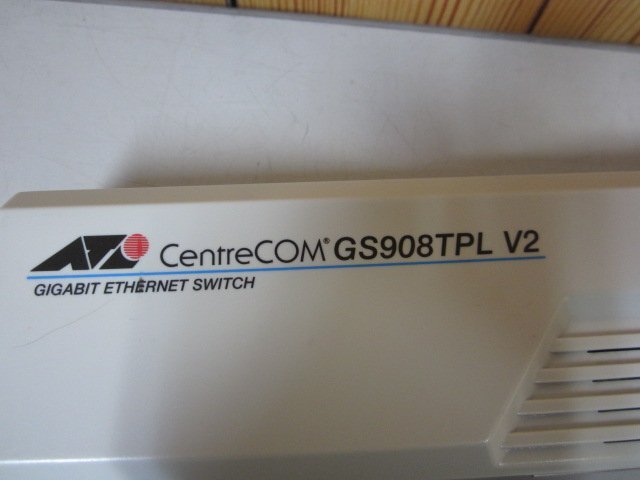 CentreCOM® GS908TPL V2
GIGABIT ETHERNET SWITCH